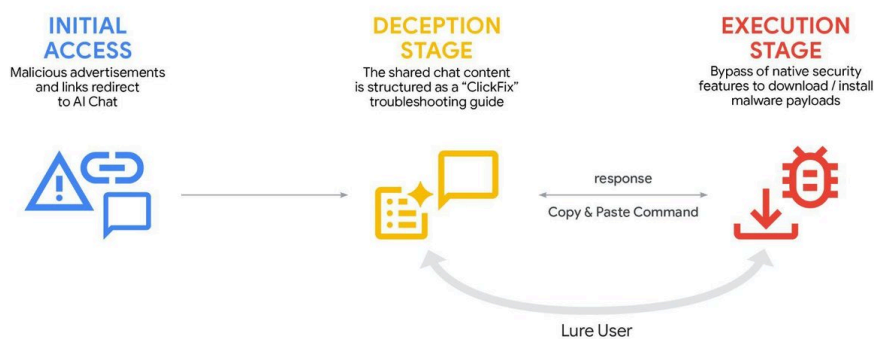 INITIAL
ACCESS
Malicious advertisements
and links redirect
to AI Chat
DECEPTION
STAGE
The shared chat content
is structured as a “ClickFix”
troubleshooting guide
EXECUTION
STAGE
Bypass of native security
features to download / install
malware payloads
response
Copy & Paste Command
Lure User